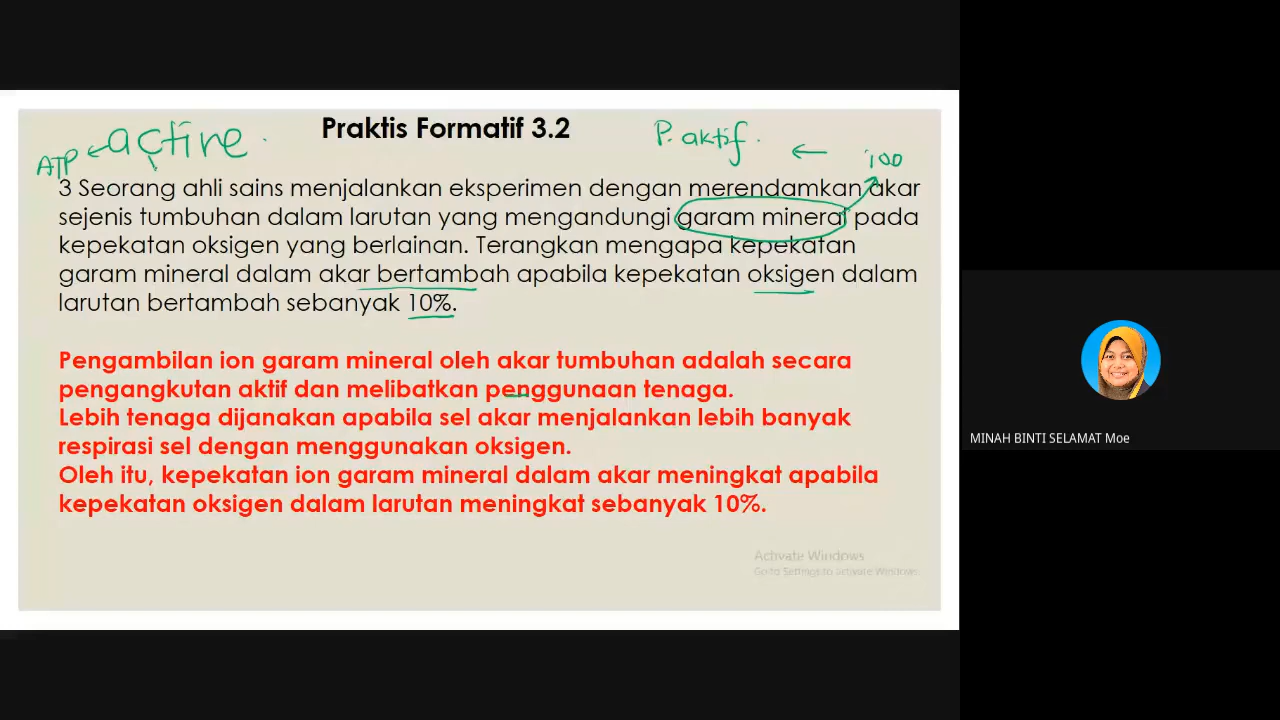 Praktis Formatif 3.2
active
ATP
P. aktif.
ion
3 Seorang ahli sains menjalankan eksperimen dengan merendamkan akar
sejenis tumbuhan dalam larutan yang mengandungi garam mineral pada
kepekatan oksigen yang berlainan. Terangkan mengapa kepekatan
garam mineral dalam akar bertambah apabila kepekatan oksigen dalam
larutan bertambah sebanyak 10%.
Pengambilan ion garam mineral oleh akar tumbuhan adalah secara
pengangkutan aktif dan melibatkan penggunaan tenaga.
Lebih tenaga dijanakan apabila sel akar menjalankan lebih banyak
respirasi sel dengan menggunakan oksigen.
Oleh itu, kepekatan ion garam mineral dalam akar meningkat apabila
kepekatan oksigen dalam larutan meningkat sebanyak 10%.
Activate Windows
Go to Settings to activate Windows.
MINAH BINTI SELAMAT Moe